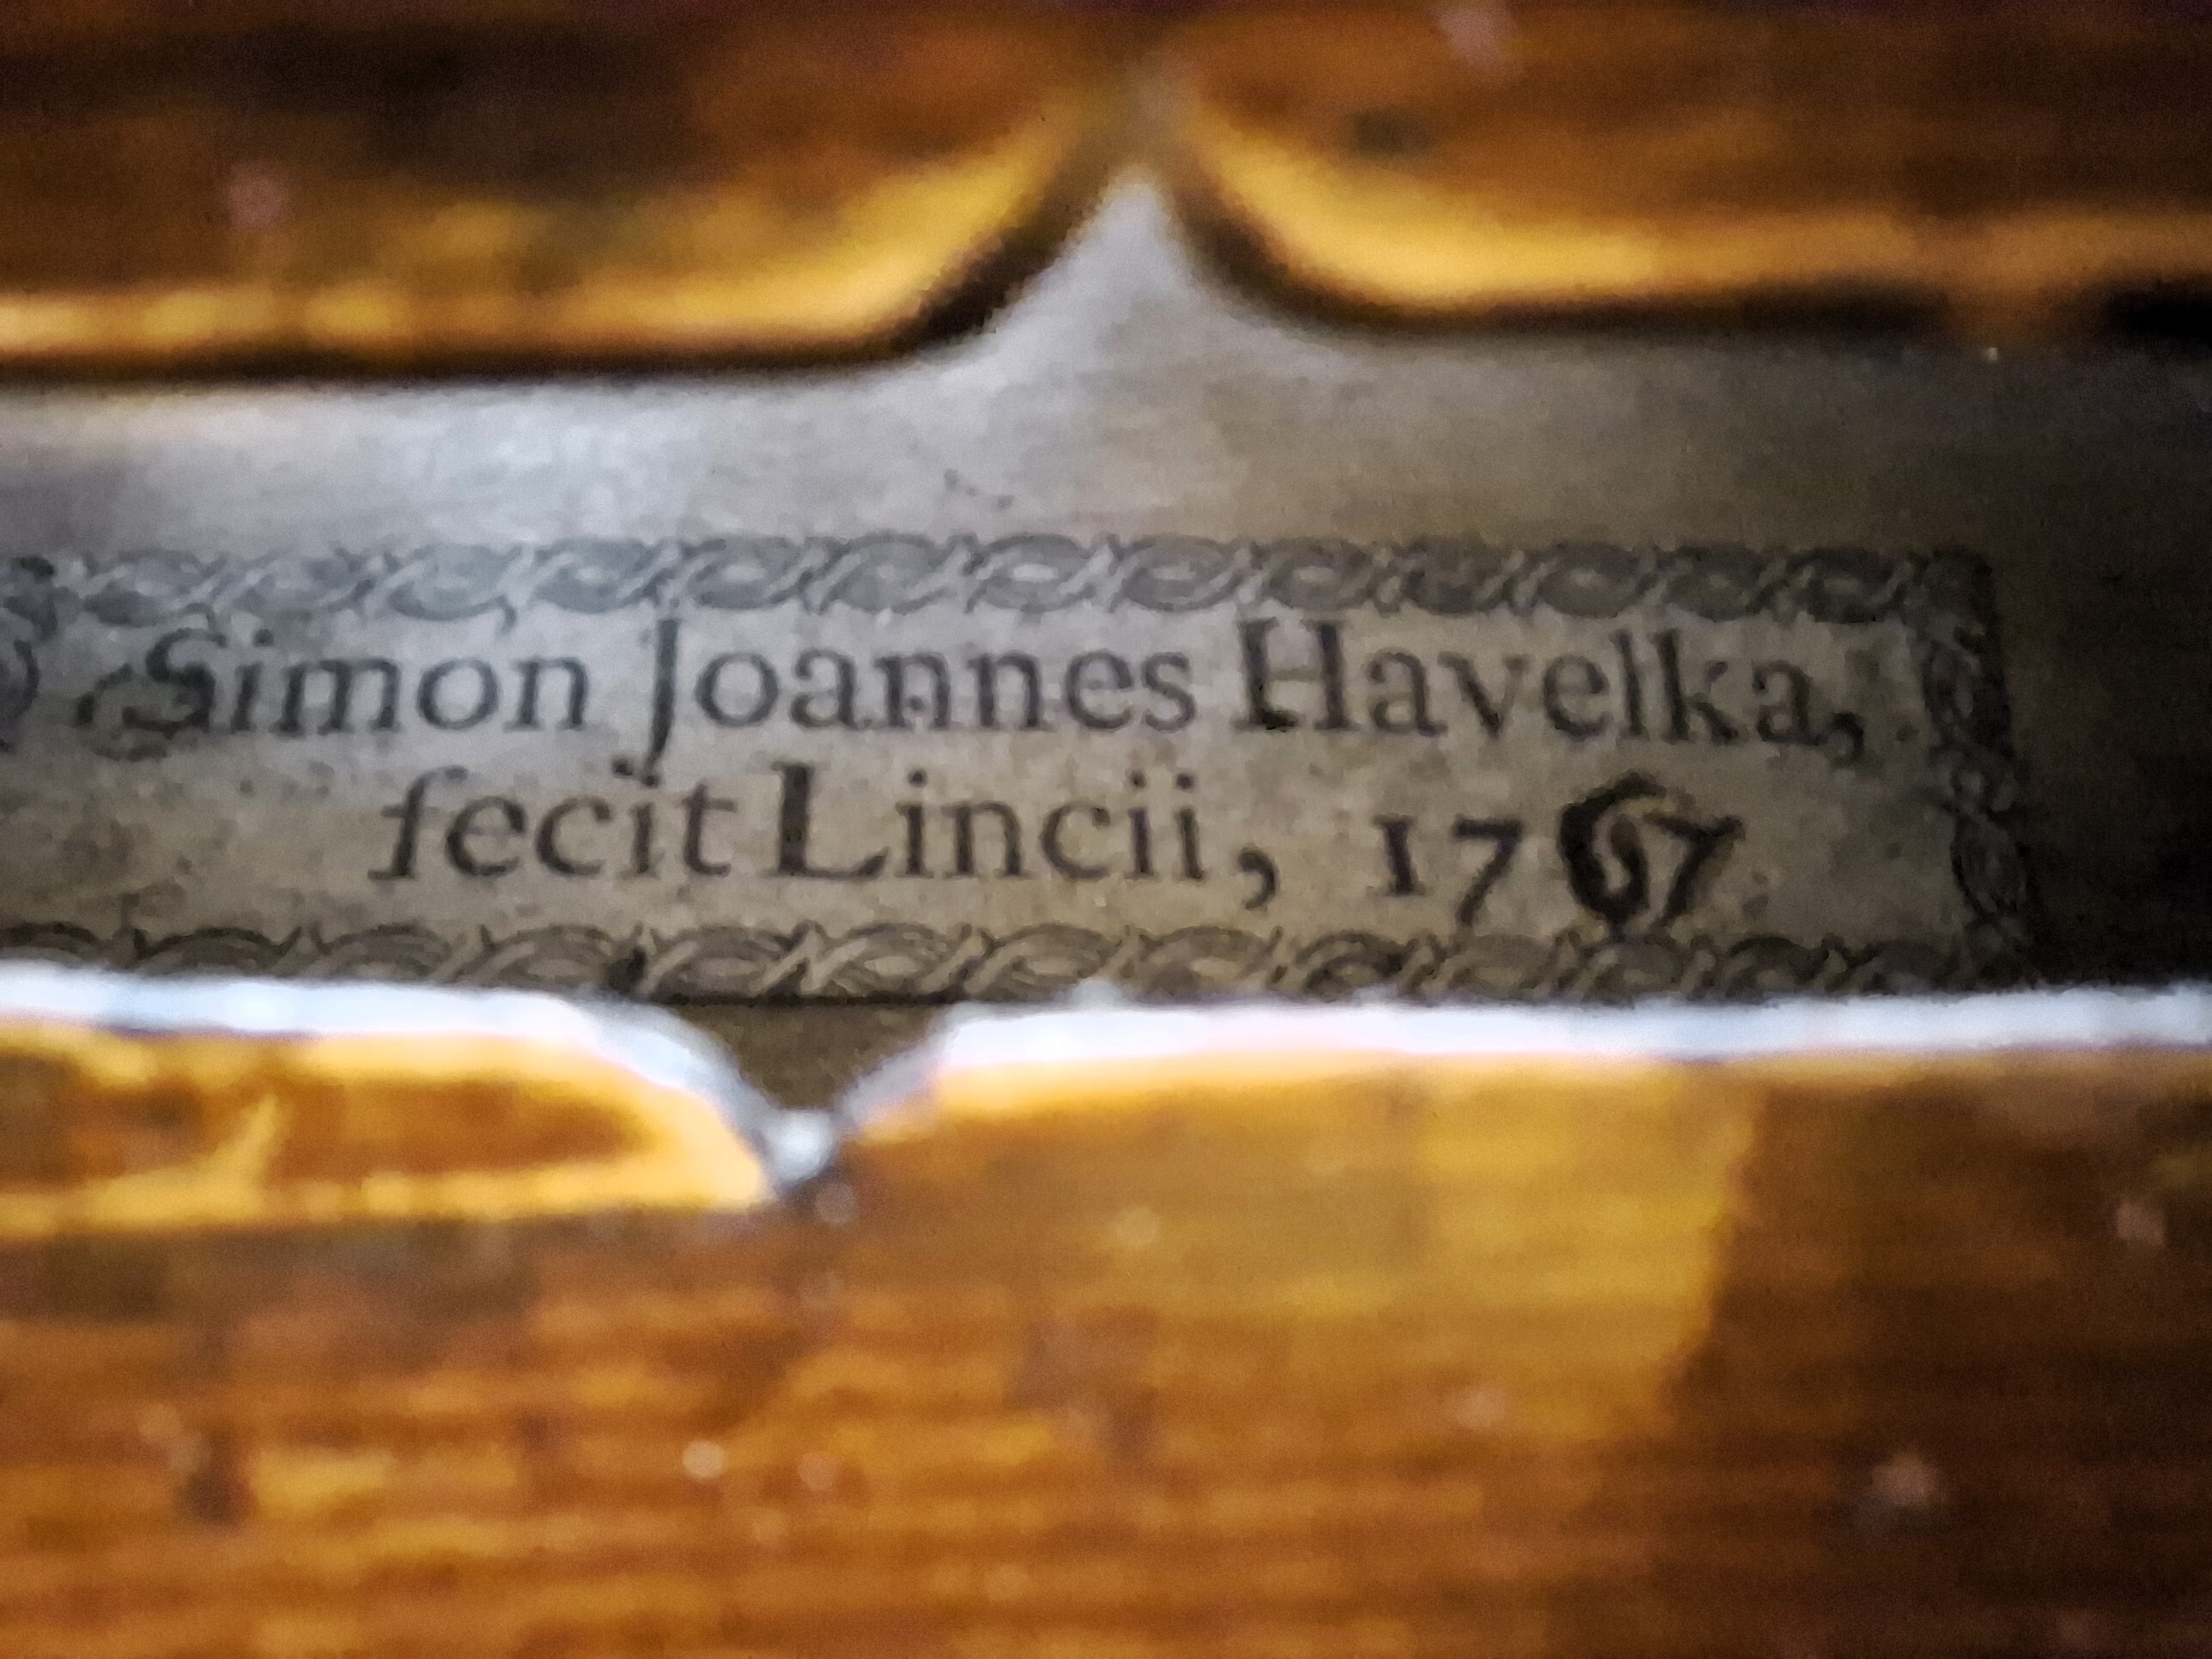 Simon Joannes Havelka,
fecit Lincii, 1767